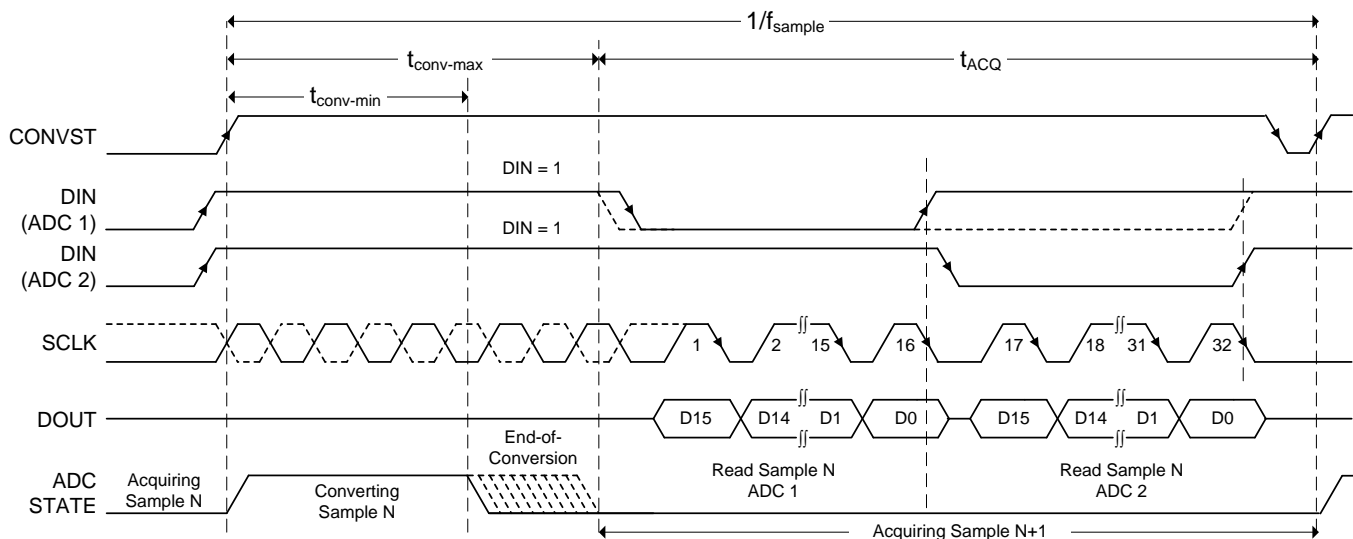 1/fsample
tconv-max
tACQ
tconv-min
CONVST
DIN = 1
DIN
(ADC 1)
DIN = 1
DIN
(ADC 2)
SCLK
1
2
15
16
17
18
31
32
DOUT
D15
D14
D1
D0
D15
D14
D1
D0
ADC
STATE
Acquiring
Sample N
Converting
Sample N
End-of-
Conversion
Read Sample N
ADC 1
Read Sample N
ADC 2
Acquiring Sample N+1